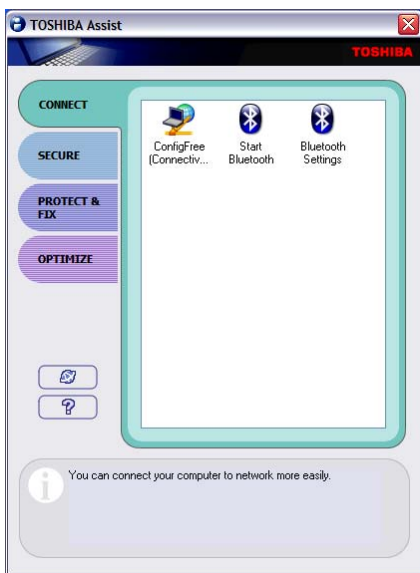 TOSHIBA Assist
TOSHIBA
CONNECT
SECURE
PROTECT &
FIX
OPTIMIZE
ConfigFree
(Connectiv...
Start
Bluetooth
Bluetooth
Settings
?
i
You can connect your computer to network more easily.